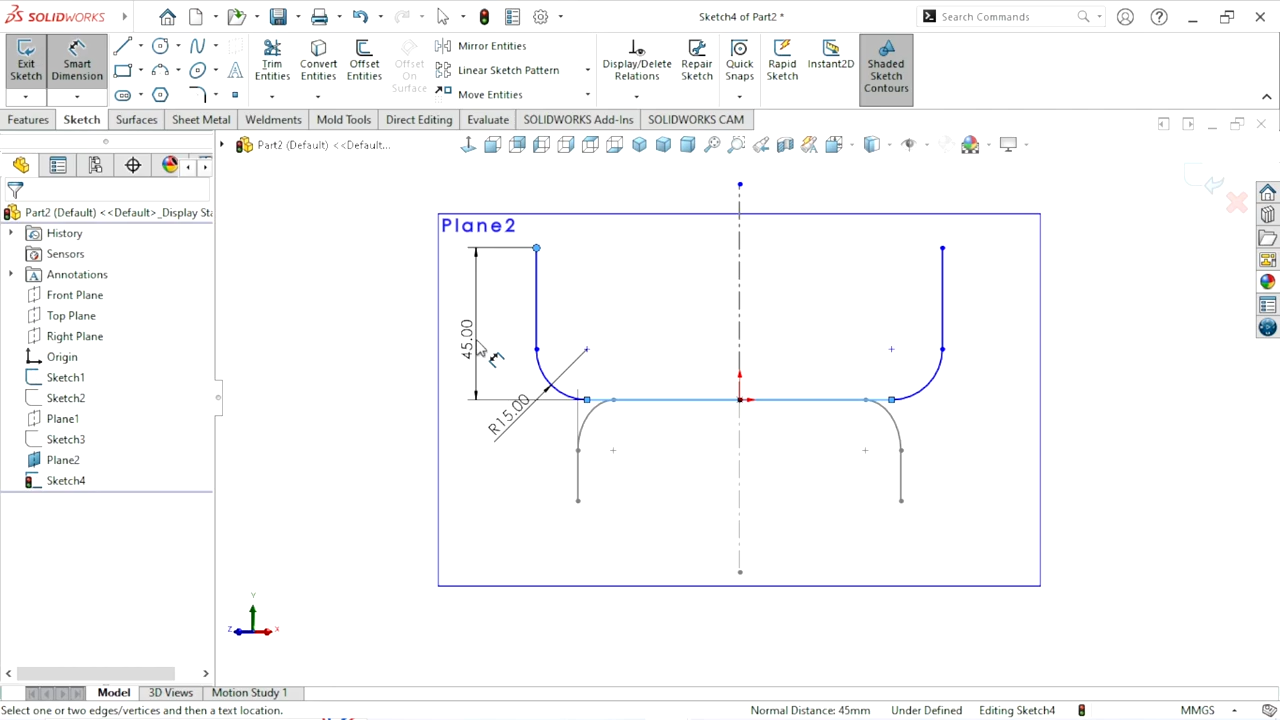 SOLIDWORKS
Sketch4 of Part2 *
Search Commands
Exit Sketch
Smart Dimension
Trim Entities
Convert Entities
Offset Entities
Offset On Surface
Mirror Entities
Linear Sketch Pattern
Move Entities
Display/Delete Relations
Repair Sketch
Quick Snaps
Rapid Sketch
Instant2D
Shaded Sketch Contours
Features
Sketch
Surfaces
Sheet Metal
Weldments
Mold Tools
Direct Editing
Evaluate
SOLIDWORKS Add-Ins
SOLIDWORKS CAM
Part2 (Default) <<Default...
Part2 (Default) <<Default>_Display Sta
History
Sensors
Annotations
Front Plane
Top Plane
Right Plane
Origin
Sketch1
Sketch2
Plane1
Sketch3
Plane2
Sketch4
Plane2
45.00
R15.00
Y
Z
X
Model
3D Views
Motion Study 1
Select one or two edges/vertices and then a text location.
Normal Distance: 45mm
Under Defined
Editing Sketch4
MMGS